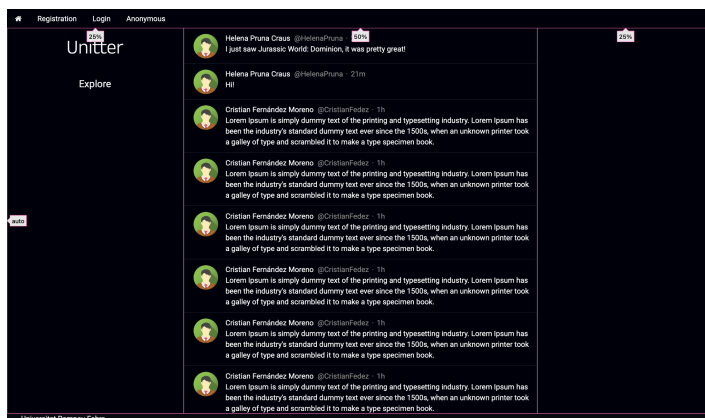 Registration Login Anonymous
25% 50% 25%
Unitter
Explore
Helena Pruna Craus @HelenaPruna ·
I just saw Jurassic World: Dominion, it was pretty great!
Helena Pruna Craus @HelenaPruna · 21m
Hi!
Cristian Fernández Moreno @CristianFedez · 1h
Lorem Ipsum is simply dummy text of the printing and typesetting industry. Lorem Ipsum has
been the industry's standard dummy text ever since the 1500s, when an unknown printer took
a galley of type and scrambled it to make a type specimen book.
Cristian Fernández Moreno @CristianFedez · 1h
Lorem Ipsum is simply dummy text of the printing and typesetting industry. Lorem Ipsum has
been the industry's standard dummy text ever since the 1500s, when an unknown printer took
a galley of type and scrambled it to make a type specimen book.
auto
Cristian Fernández Moreno @CristianFedez · 1h
Lorem Ipsum is simply dummy text of the printing and typesetting industry. Lorem Ipsum has
been the industry's standard dummy text ever since the 1500s, when an unknown printer took
a galley of type and scrambled it to make a type specimen book.
Cristian Fernández Moreno @CristianFedez · 1h
Lorem Ipsum is simply dummy text of the printing and typesetting industry. Lorem Ipsum has
been the industry's standard dummy text ever since the 1500s, when an unknown printer took
a galley of type and scrambled it to make a type specimen book.
Cristian Fernández Moreno @CristianFedez · 1h
Lorem Ipsum is simply dummy text of the printing and typesetting industry. Lorem Ipsum has
been the industry's standard dummy text ever since the 1500s, when an unknown printer took
a galley of type and scrambled it to make a type specimen book.
Cristian Fernández Moreno @CristianFedez · 1h
Lorem Ipsum is simply dummy text of the printing and typesetting industry. Lorem Ipsum has
been the industry's standard dummy text ever since the 1500s, when an unknown printer took
a galley of type and scrambled it to make a type specimen book.
Universitat Pompeu Fabra